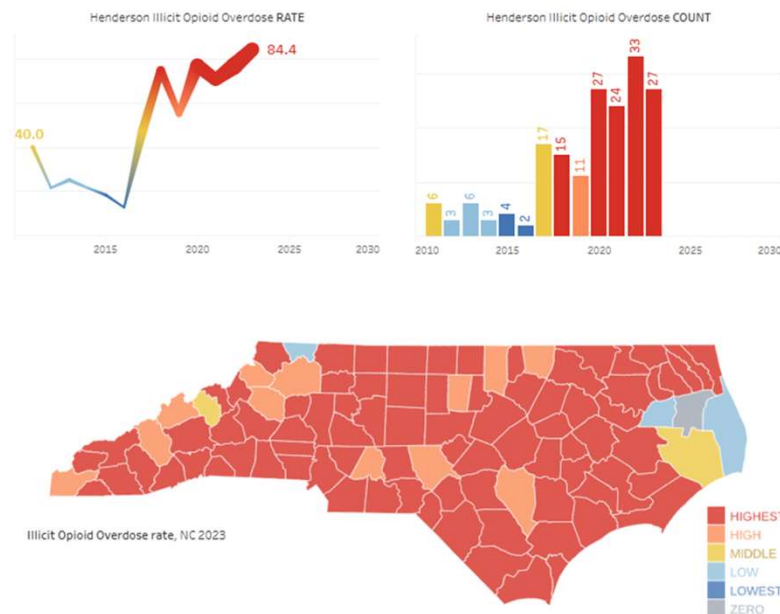 Henderson Illicit Opioid Overdose RATE
84.4
40.0
2015 2020 2025 2030
Henderson Illicit Opioid Overdose COUNT
6 3 6 3 4 2 17 15 11 27 24 33 27
2010 2015 2020 2025 2030
Illicit Opioid Overdose rate, NC 2023
HIGHEST
HIGH
MIDDLE
LOW
LOWEST
ZERO